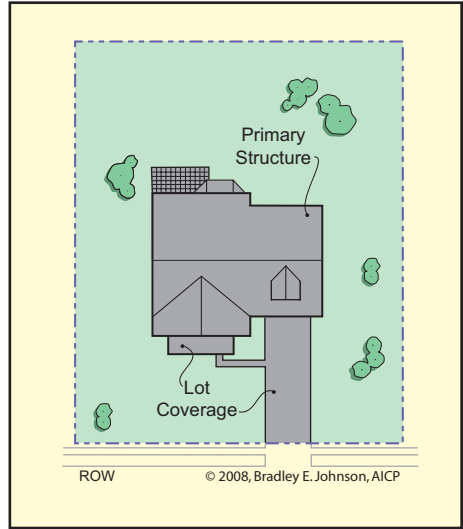 Primary
Structure
Lot
Coverage
ROW
© 2008, Bradley E. Johnson, AICP